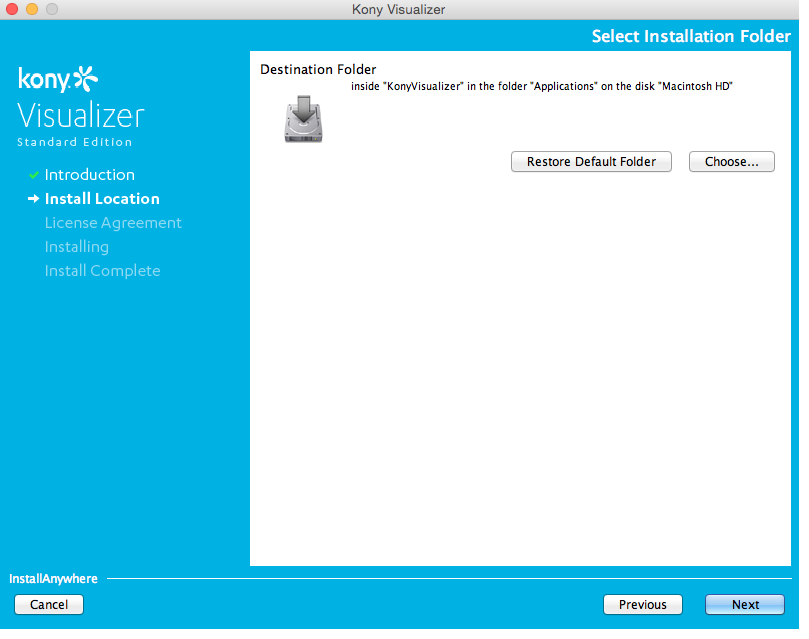 Kony Visualizer
Select Installation Folder
kony
Visualizer
Standard Edition
Introduction
Install Location
License Agreement
Installing
Install Complete
Destination Folder
inside "KonyVisualizer" in the folder "Applications" on the disk "Macintosh HD"
Restore Default Folder
Choose...
InstallAnywhere
Cancel
Previous
Next